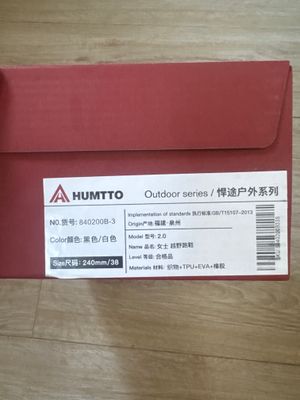 HUMTTO
Outdoor series / 悍途户外系列
NO.货号: 840200B-3
Color颜色: 黑色/白色
Size尺码: 240mm/38
Implementation of standards 执行标准:GB/T15107-2013
Origin产地: 福建·泉州
Model 型号: 2.0
Name 品名: 女士 越野跑鞋
Level 等级: 合格品
Materials 材料: 织物+TPU+EVA+橡胶